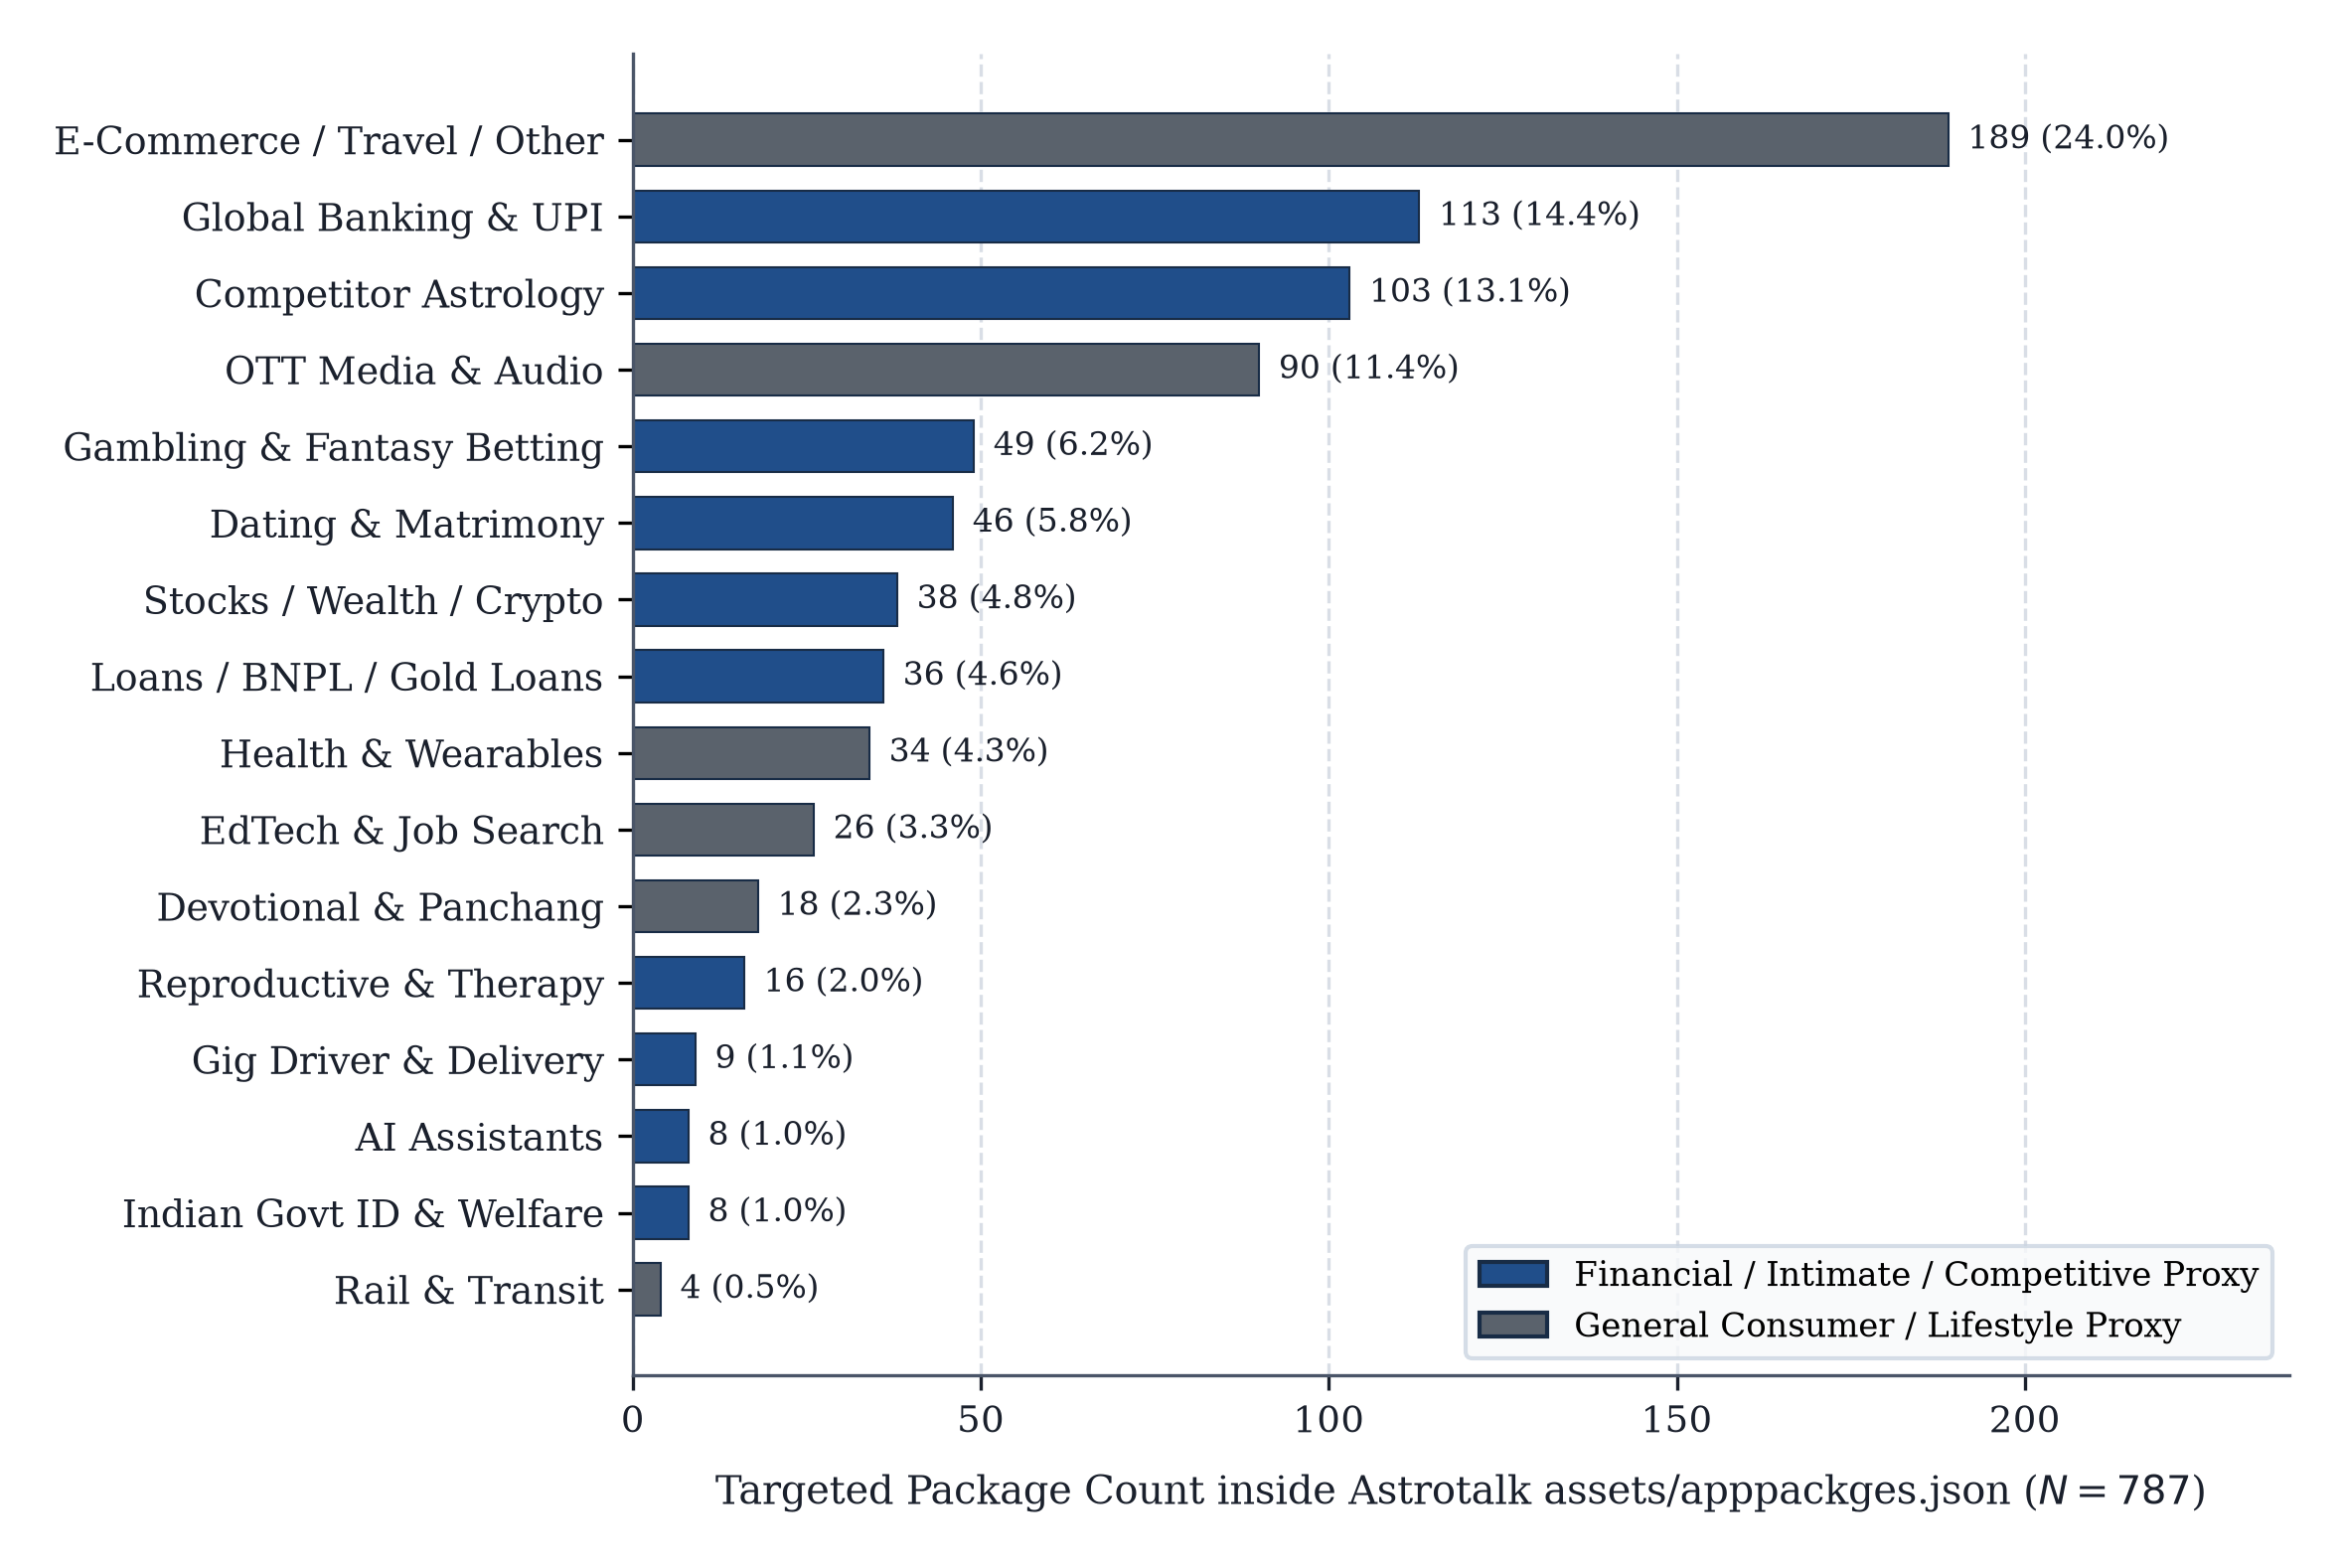 E-Commerce / Travel / Other 189 (24.0%)
Global Banking & UPI 113 (14.4%)
Competitor Astrology 103 (13.1%)
OTT Media & Audio 90 (11.4%)
Gambling & Fantasy Betting 49 (6.2%)
Dating & Matrimony 46 (5.8%)
Stocks / Wealth / Crypto 38 (4.8%)
Loans / BNPL / Gold Loans 36 (4.6%)
Health & Wearables 34 (4.3%)
EdTech & Job Search 26 (3.3%)
Devotional & Panchang 18 (2.3%)
Reproductive & Therapy 16 (2.0%)
Gig Driver & Delivery 9 (1.1%)
AI Assistants 8 (1.0%)
Indian Govt ID & Welfare 8 (1.0%)
Rail & Transit 4 (0.5%)
Financial / Intimate / Competitive Proxy
General Consumer / Lifestyle Proxy
0 50 100 150 200
Targeted Package Count inside Astrotalk assets/apppackges.json (N = 787)